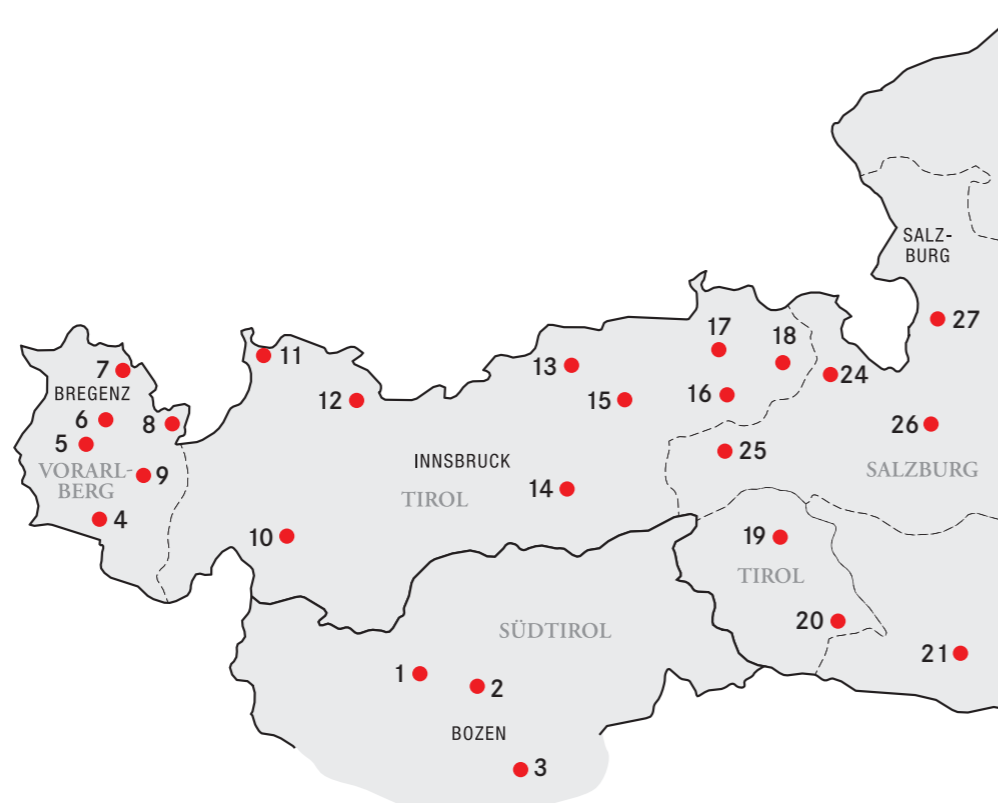 SALZ-
BURG
27
17
18
7
11
13
24
BREGENZ
12
15
16
6
8
5
26
9
25
VORARL-
BERG
INNSBRUCK
SALZBURG
14
TIROL
4
10
19
TIROL
20
SÜDTIROL
21
1
2
BOZEN
3